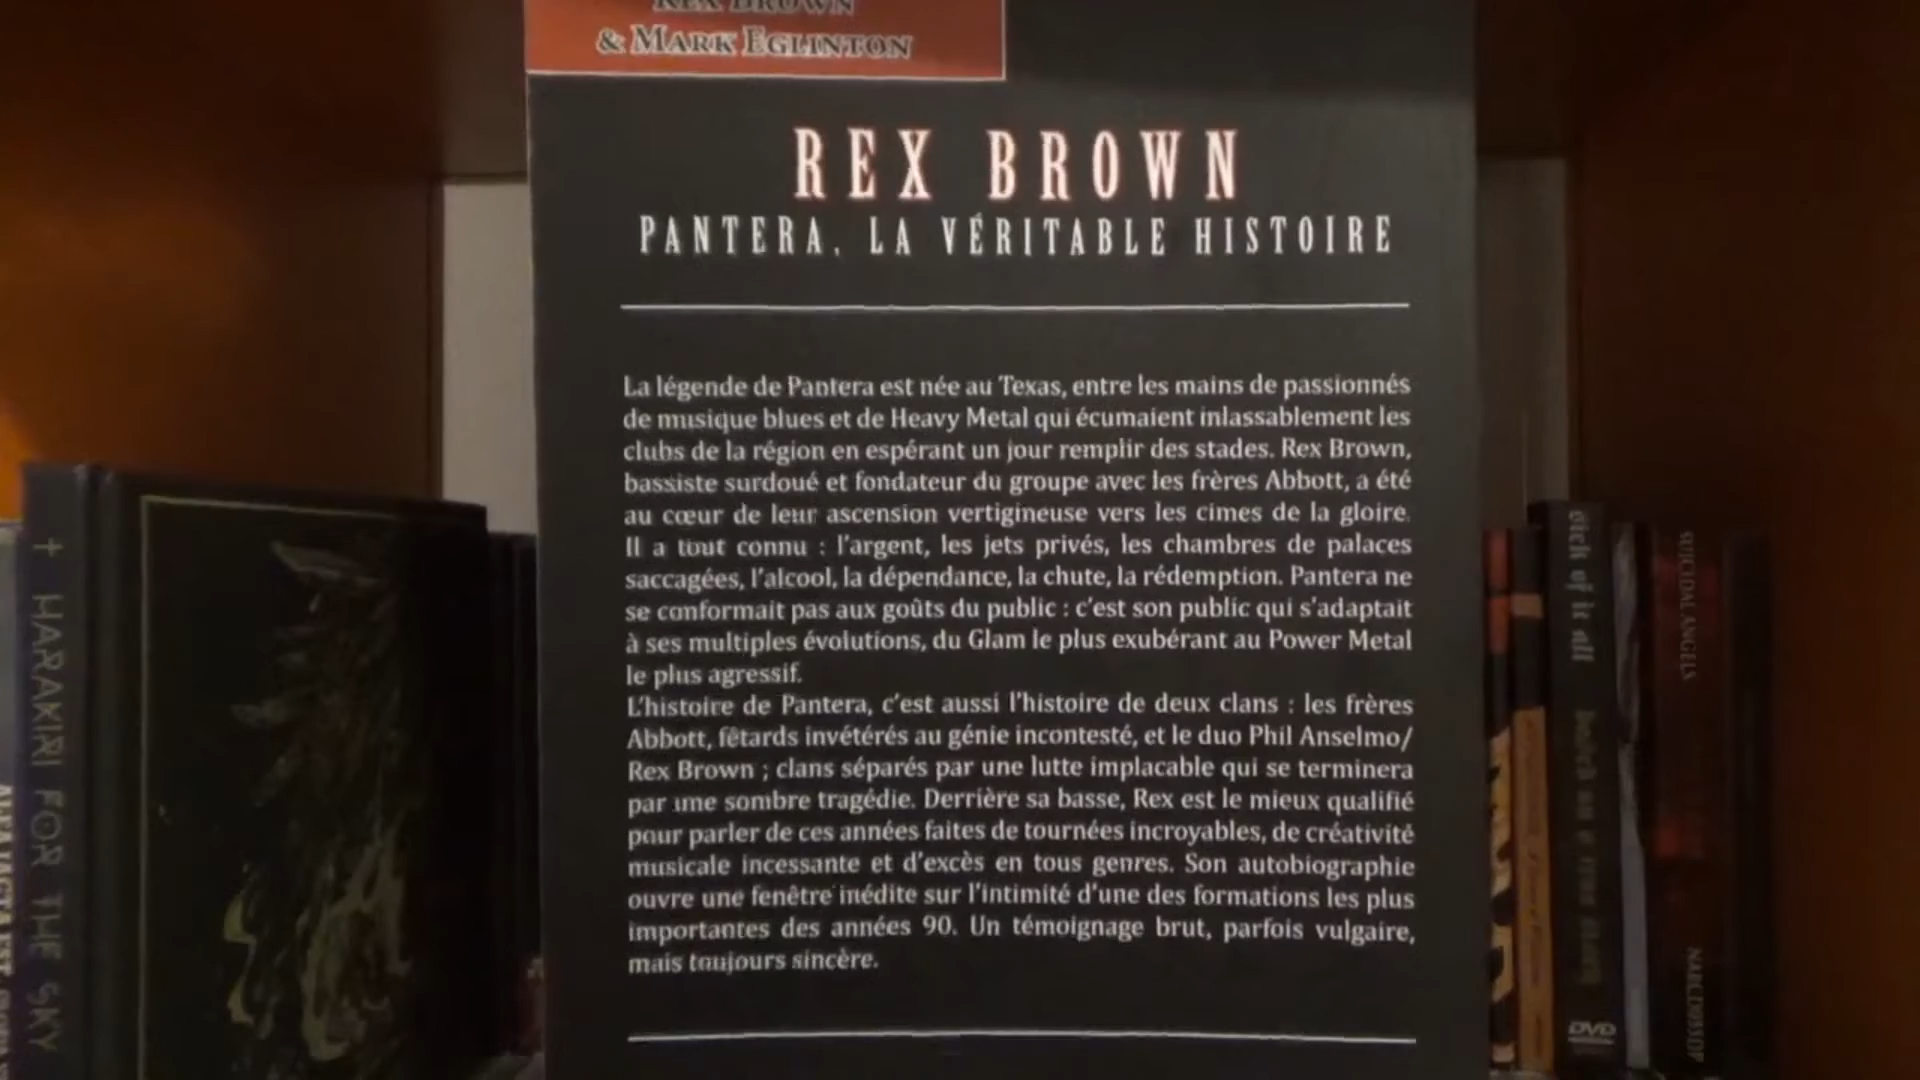 REX BROWN
& MARK EGLINTON
REX BROWN
PANTERA, LA VÉRITABLE HISTOIRE
La légende de Pantera est née au Texas, entre les mains de passionnés
de musique blues et de Heavy Metal qui écumaient inlassablement les
clubs de la région en espérant un jour remplir des stades. Rex Brown,
bassiste surdoué et fondateur du groupe avec les frères Abbott, a été
au cœur de leur ascension vertigineuse vers les cimes de la gloire.
Il a tout connu : l'argent, les jets privés, les chambres de palaces
saccagées, l'alcool, la dépendance, la chute, la rédemption. Pantera ne
se conformait pas aux goûts du public : c'est son public qui s'adaptait
à ses multiples évolutions, du Glam le plus exubérant au Power Metal
le plus agressif.
L'histoire de Pantera, c'est aussi l'histoire de deux clans : les frères
Abbott, fêtards invétérés au génie incontesté, et le duo Phil Anselmo/
Rex Brown ; clans séparés par une lutte implacable qui se terminera
par une sombre tragédie. Derrière sa basse, Rex est le mieux qualifié
pour parler de ces années faites de tournées incroyables, de créativité
musicale incessante et d'excès en tous genres. Son autobiographie
ouvre une fenêtre inédite sur l'intimité d'une des formations les plus
importantes des années 90. Un témoignage brut, parfois vulgaire,
mais toujours sincère.
HARAKIRI FOR THE SKY
sick of it all
DVD
SUICIDAL ANGELS